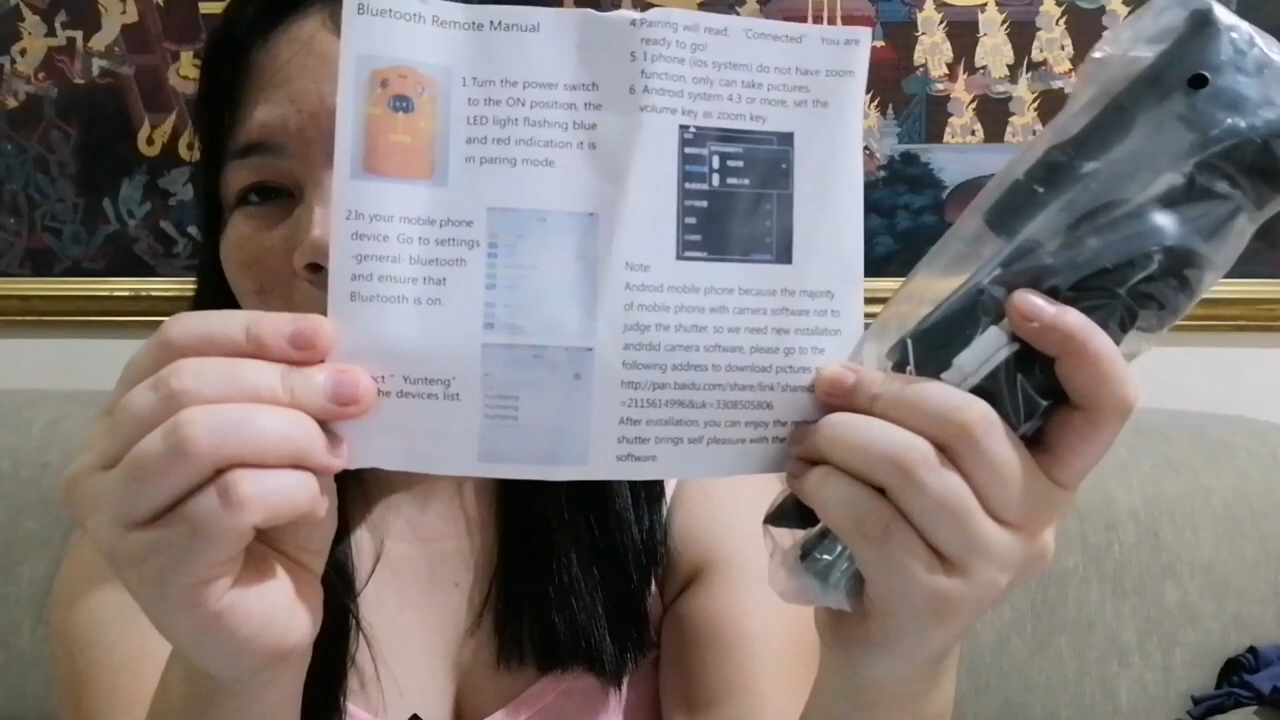 Bluetooth Remote Manual
1.Turn the power switch
to the ON position, the
LED light flashing blue
and red indication it is
in paring mode.
2.In your mobile phone
device. Go to settings
-general- bluetooth
and ensure that
Bluetooth is on.
ct " Yunteng"
he devices list
Yunteng
Yunteng
Yunteng
4.Pairing will read, "Connected" You are
ready to go!
5. I phone (ios system) do not have zoom
function, only can take pictures.
6. Android system 4.3 or more, set the
volume key as zoom key
Note:
Android mobile phone because the majority
of mobile phone with camera software not to
judge the shutter, so we need new installation
andrdid camera software, please go to the
following address to download pictures
http://pan.baidu.com/share/link?shareid
=2115614996&uk=3308505806
After installation, you can enjoy the
shutter brings self pleasure with the
software.